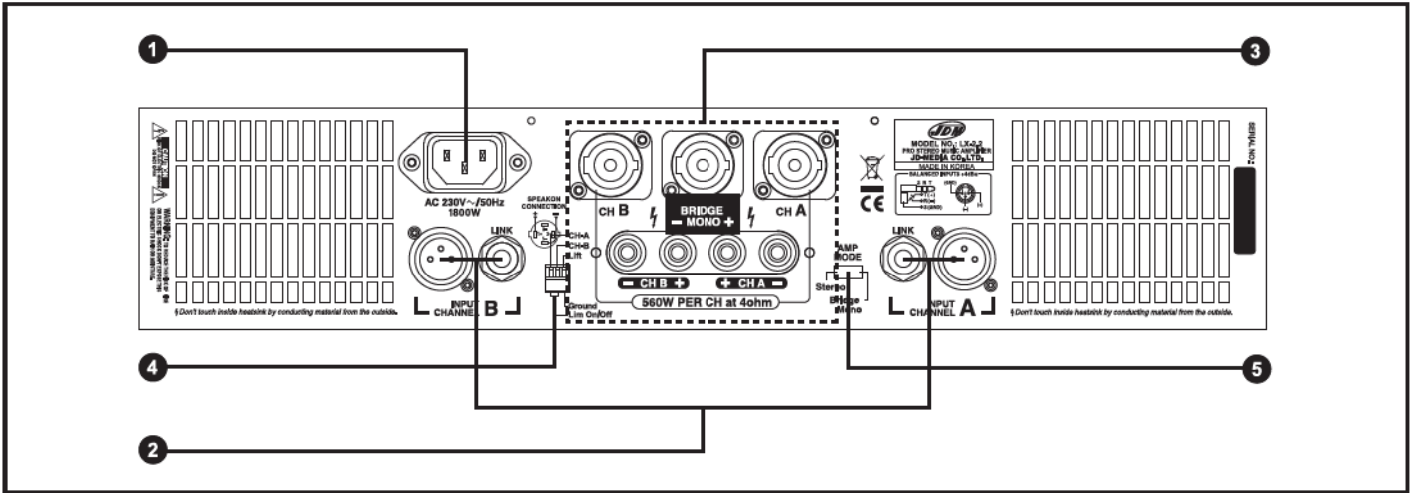 1
3
AC 230V~/50Hz
1800W
SPEAKON
CONNECTION
LINK
CH•A
CH•B
Lift
Ground
Lim On/Off
INPUT
CHANNEL B
CH B
BRIDGE
- MONO +
CH A
- CH B +
+ CH A -
560W PER CH at 4ohm
AMP
MODE
Stereo
Bridge
Mono
JDM
MODEL NO.: LX-2.2
PRO STEREO MUSIC AMPLIFIER
JD-MEDIA CO.,LTD.
MADE IN KOREA
BALANCED INPUTS +4dBu
CE
LINK
INPUT
CHANNEL A
SERIAL NO.:
Don't touch inside heatsink by conducting material from the outside.
Don't touch inside heatsink by conducting material from the outside.
4
5
2